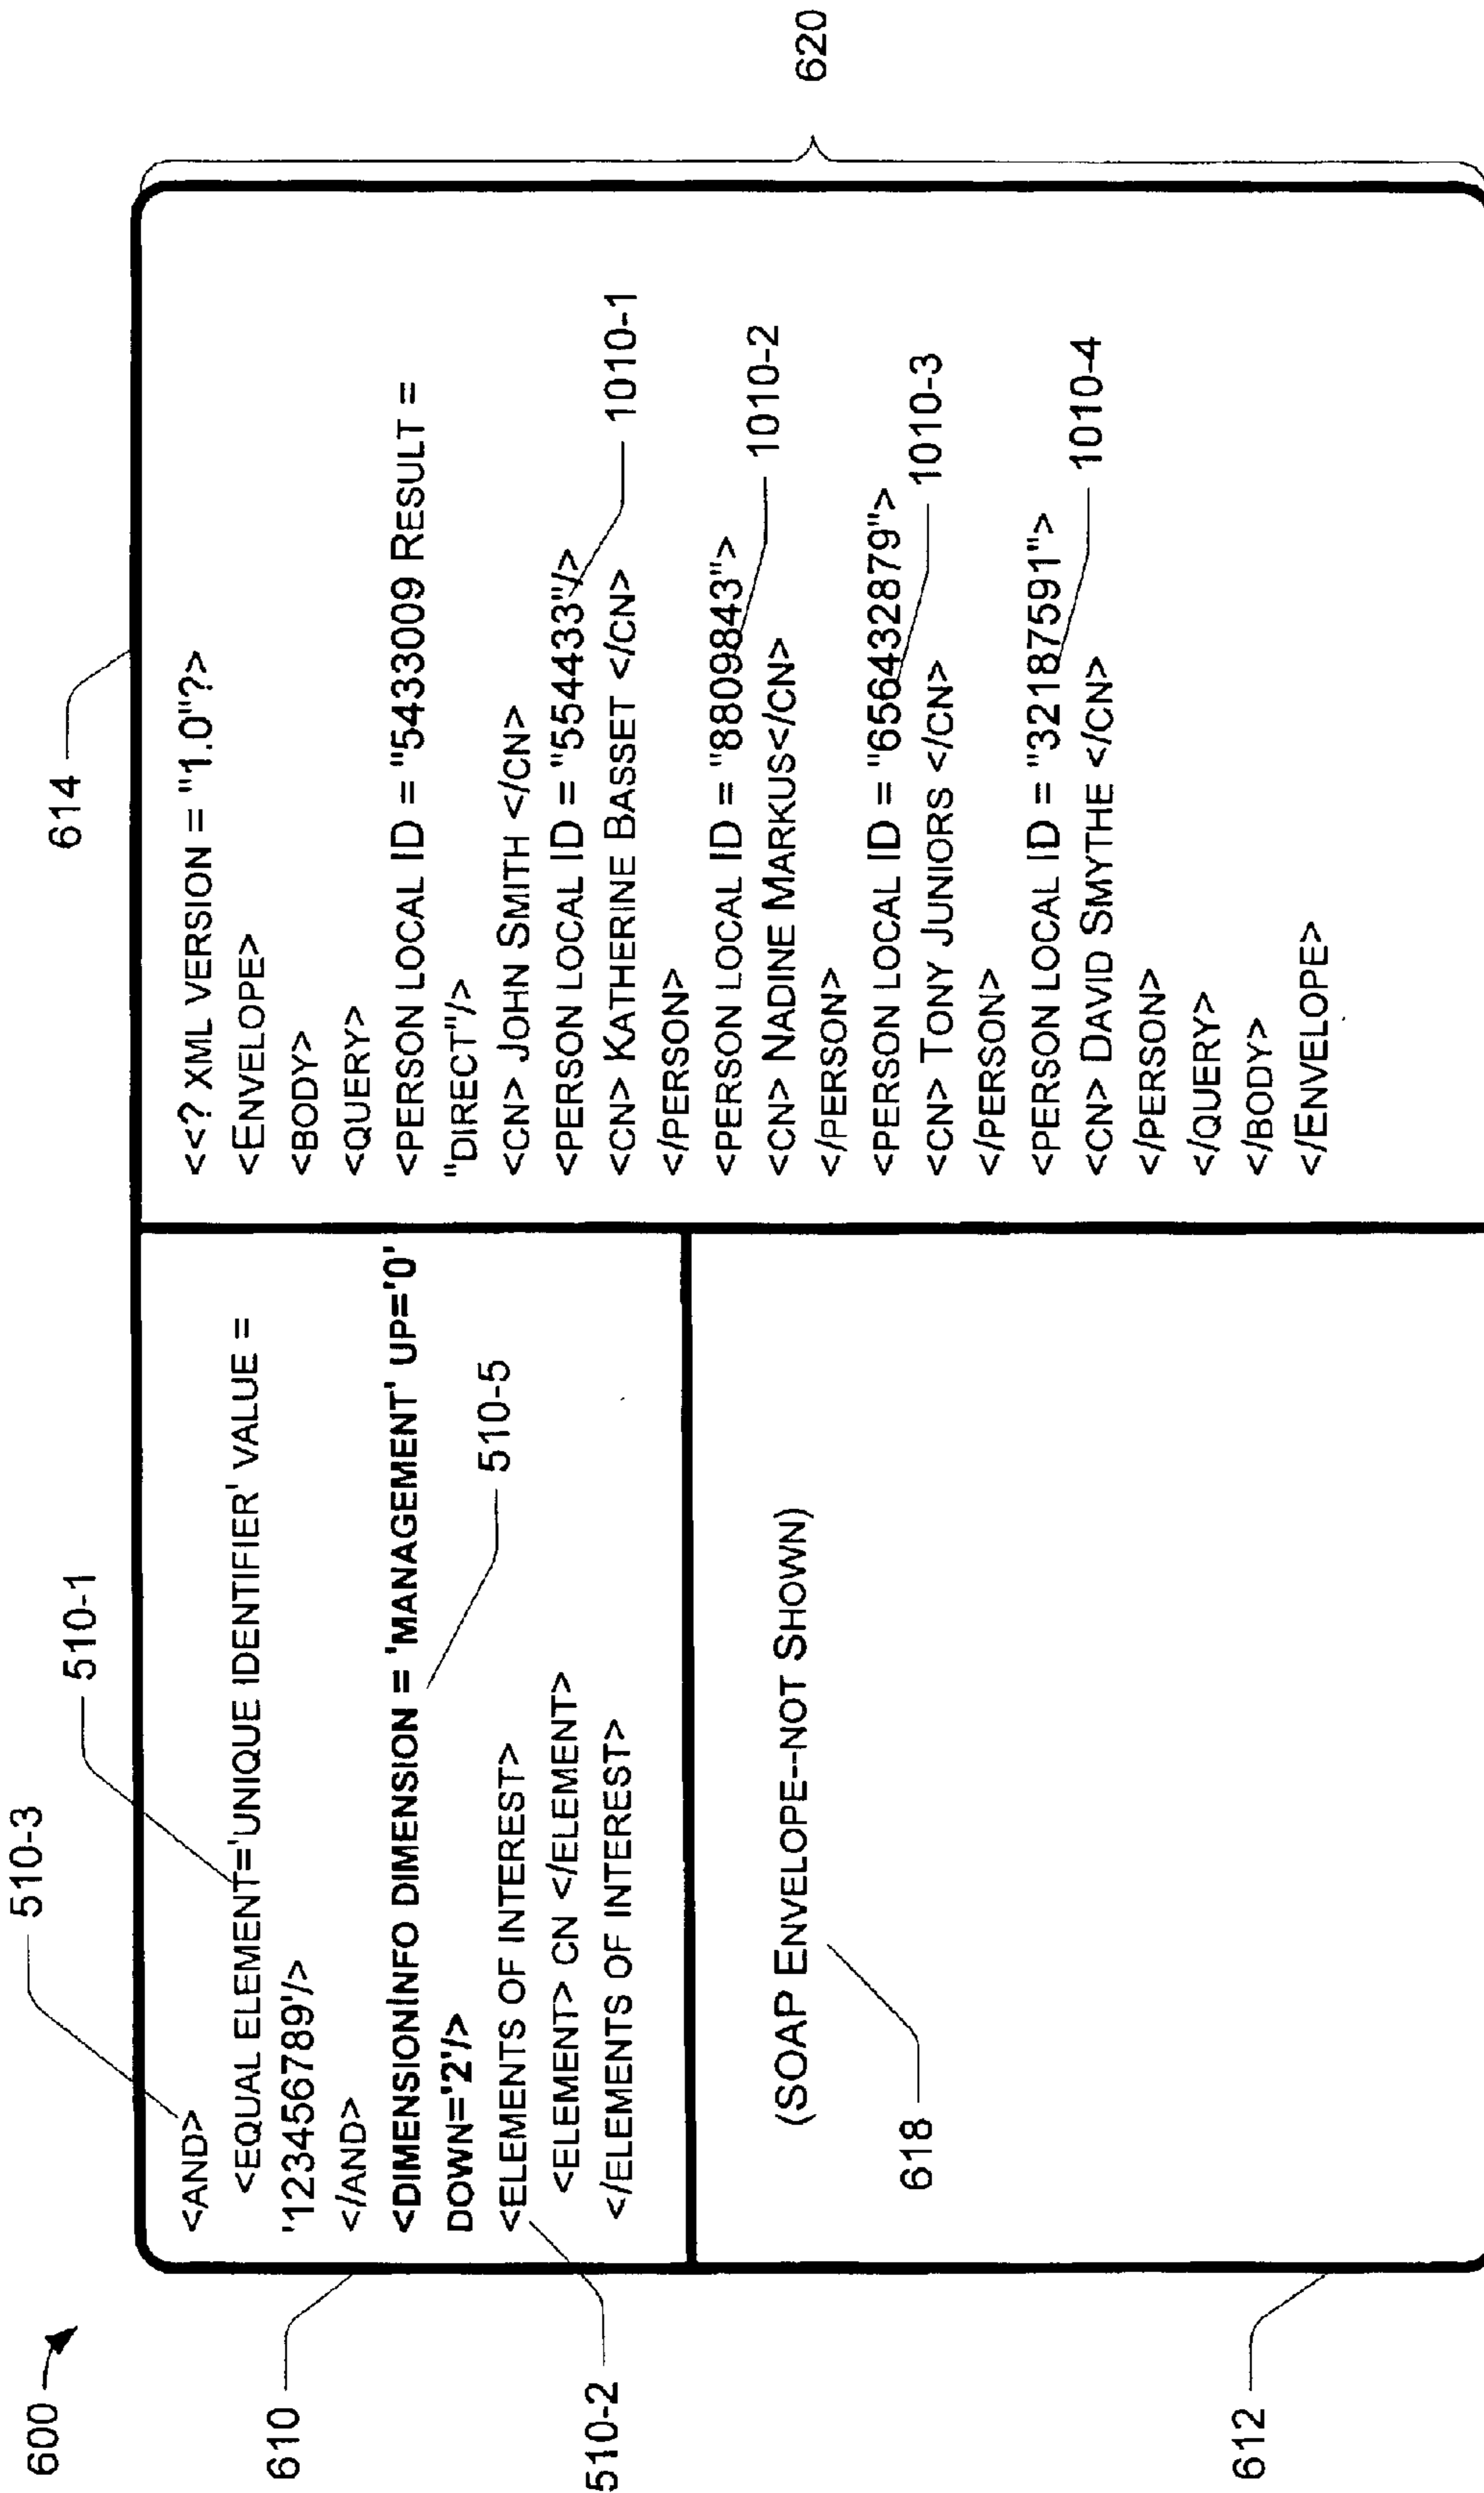 600
610
510-2
612
510-3
510-1
<AND>
<EQUAL ELEMENT='UNIQUE IDENTIFIER' VALUE =
'123456789'/>
</AND>
<DIMENSIONINFO DIMENSION = 'MANAGEMENT' UP='0'
DOWN='2'/>
<ELEMENTS OF INTEREST>
<ELEMENT> CN </ELEMENT>
</ELEMENTS OF INTEREST>
510-5
(SOAP ENVELOPE--NOT SHOWN)
618
614
<<? XML VERSION = "1.0"?>
<ENVELOPE>
<BODY>
<QUERY>
<PERSON LOCAL ID = "5433009 RESULT =
"DIRECT"/>
<CN> JOHN SMITH </CN>
<PERSON LOCAL ID = "554433"/>
<CN> KATHERINE BASSET </CN>
</PERSON>
<PERSON LOCAL ID = "8809843">
<CN> NADINE MARKUS</CN>
</PERSON>
<PERSON LOCAL ID = "656432879">
<CN> TONY JUNIORS </CN>
</PERSON>
<PERSON LOCAL ID = "32187591">
<CN> DAVID SMYTHE </CN>
</PERSON>
</QUERY>
</BODY>
</ENVELOPE>
1010-1
1010-2
1010-3
1010-4
620